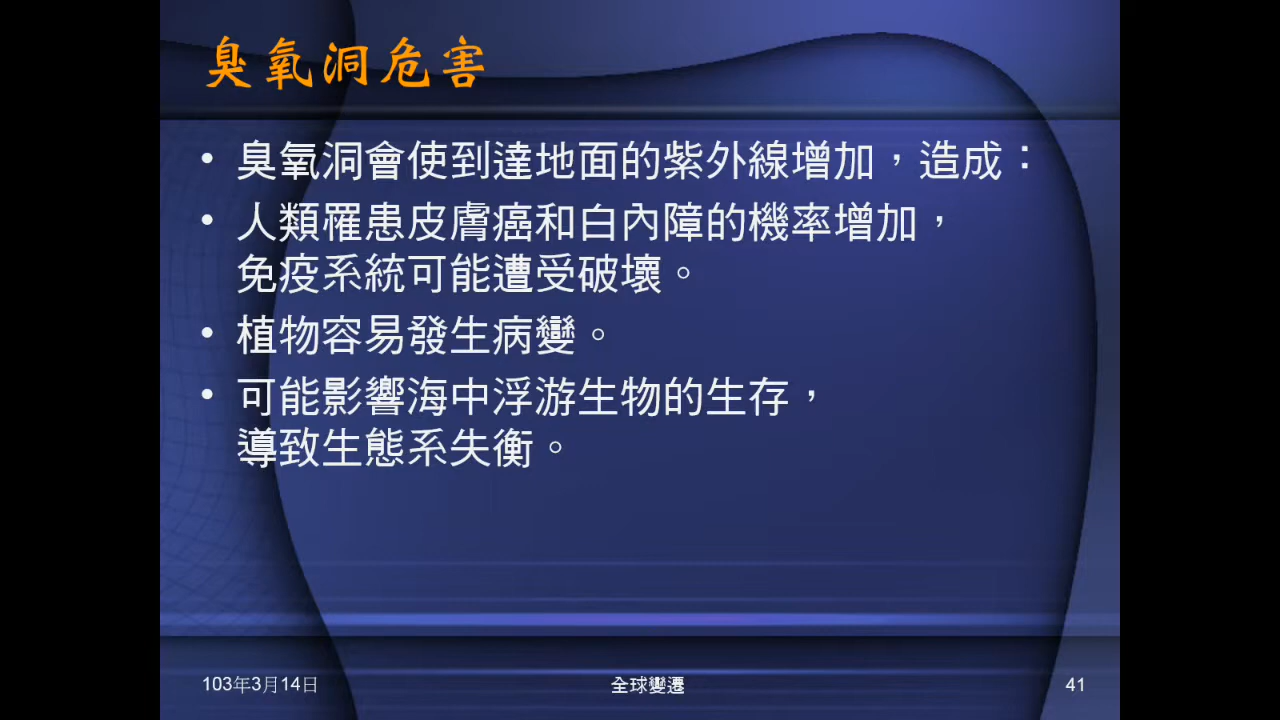 臭氧洞危害
• 臭氧洞會使到達地面的紫外線增加，造成：
• 人類罹患皮膚癌和白內障的機率增加，
免疫系統可能遭受破壞。
• 植物容易發生病變。
• 可能影響海中浮游生物的生存，
導致生態系失衡。
103年3月14日
全球變遷
41